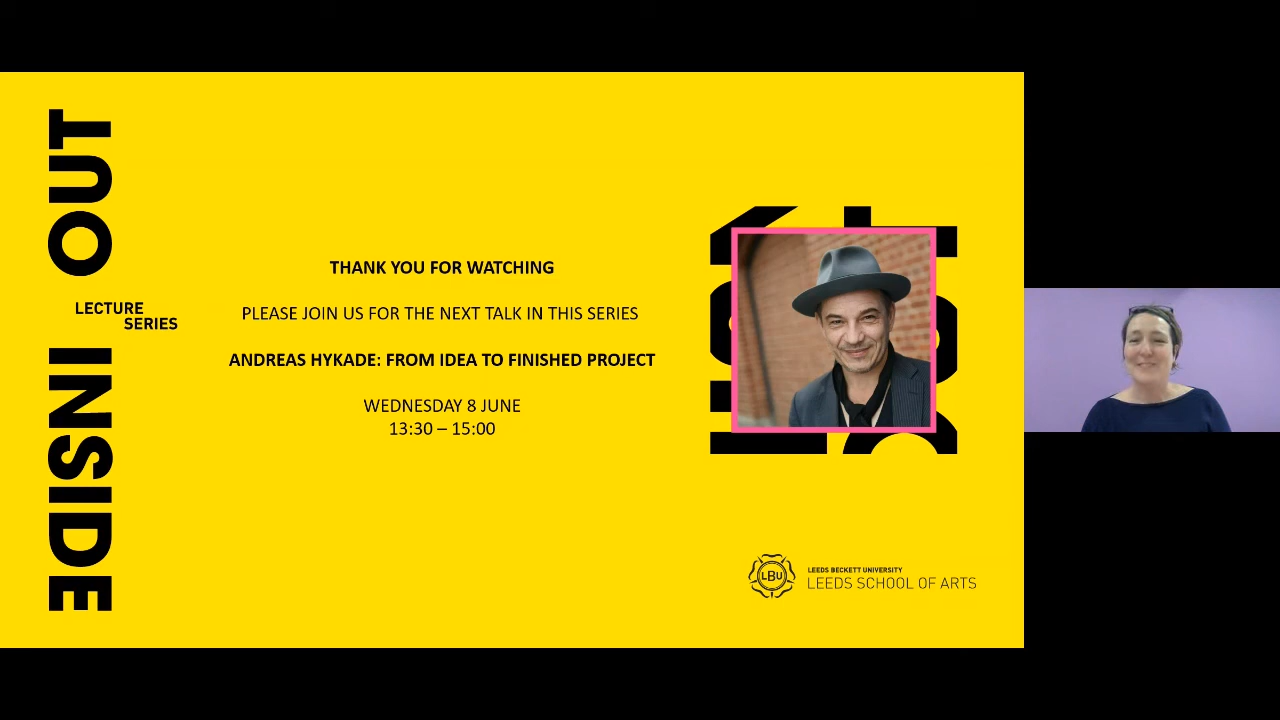 INSIDE OUT
LECTURE
SERIES
THANK YOU FOR WATCHING
PLEASE JOIN US FOR THE NEXT TALK IN THIS SERIES
ANDREAS HYKADE: FROM IDEA TO FINISHED PROJECT
WEDNESDAY 8 JUNE
13:30 – 15:00
LBU
LEEDS BECKETT UNIVERSITY
LEEDS SCHOOL OF ARTS